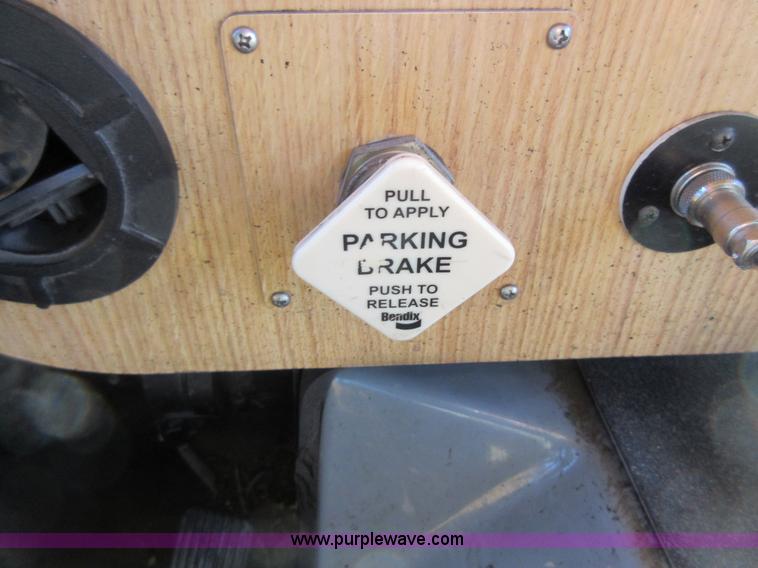 PULL
TO APPLY
PARKING
BRAKE
PUSH TO
RELEASE
Bendix
www.purplewave.com